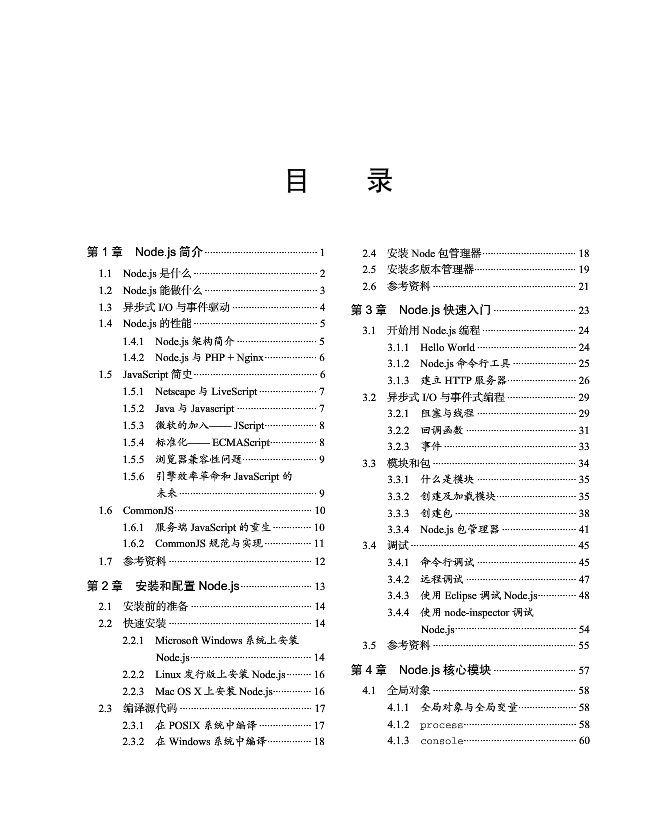 目 录
第 1 章 Node.js 简介 1
1.1 Node.js 是什么 2
1.2 Node.js 能做什么 3
1.3 异步式 I/O 与事件驱动 4
1.4 Node.js 的性能 5
1.4.1 Node.js 架构简介 5
1.4.2 Node.js 与 PHP + Nginx 6
1.5 JavaScript 简史 6
1.5.1 Netscape 与 LiveScript 7
1.5.2 Java 与 Javascript 7
1.5.3 微软的加入——JScript 8
1.5.4 标准化——ECMAScript 8
1.5.5 浏览器兼容性问题 9
1.5.6 引擎效率革命和 JavaScript 的
未来 9
1.6 CommonJS 10
1.6.1 服务端 JavaScript 的重生 10
1.6.2 CommonJS 规范与实现 11
1.7 参考资料 12
第 2 章 安装和配置 Node.js 13
2.1 安装前的准备 14
2.2 快速安装 14
2.2.1 Microsoft Windows 系统上安装
Node.js 14
2.2.2 Linux 发行版上安装 Node.js 16
2.2.3 Mac OS X 上安装 Node.js 16
2.3 编译源代码 17
2.3.1 在 POSIX 系统中编译 17
2.3.2 在 Windows 系统中编译 18
2.4 安装 Node 包管理器 18
2.5 安装多版本管理器 19
2.6 参考资料 21
第 3 章 Node.js 快速入门 23
3.1 开始用 Node.js 编程 24
3.1.1 Hello World 24
3.1.2 Node.js 命令行工具 25
3.1.3 建立 HTTP 服务器 26
3.2 异步式 I/O 与事件式编程 29
3.2.1 阻塞与线程 29
3.2.2 回调函数 31
3.2.3 事件 33
3.3 模块和包 34
3.3.1 什么是模块 35
3.3.2 创建及加载模块 35
3.3.3 创建包 38
3.3.4 Node.js 包管理器 41
3.4 调试 45
3.4.1 命令行调试 45
3.4.2 远程调试 47
3.4.3 使用 Eclipse 调试 Node.js 48
3.4.4 使用 node-inspector 调试
Node.js 54
3.5 参考资料 55
第 4 章 Node.js 核心模块 57
4.1 全局对象 58
4.1.1 全局对象与全局变量 58
4.1.2 process 58
4.1.3 console 60